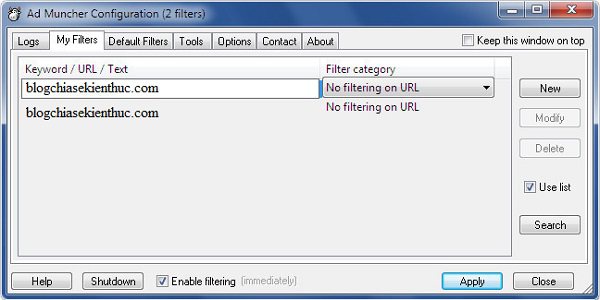 Ad Muncher Configuration (2 filters)
Logs My Filters Default Filters Tools Options Contact About Keep this window on top
Keyword / URL / Text Filter category
blogchiasekienthuc.com No filtering on URL New
blogchiasekienthuc.com No filtering on URL
Modify
Delete
Use list
Search
Help Shutdown Enable filtering (immediately) Apply Close